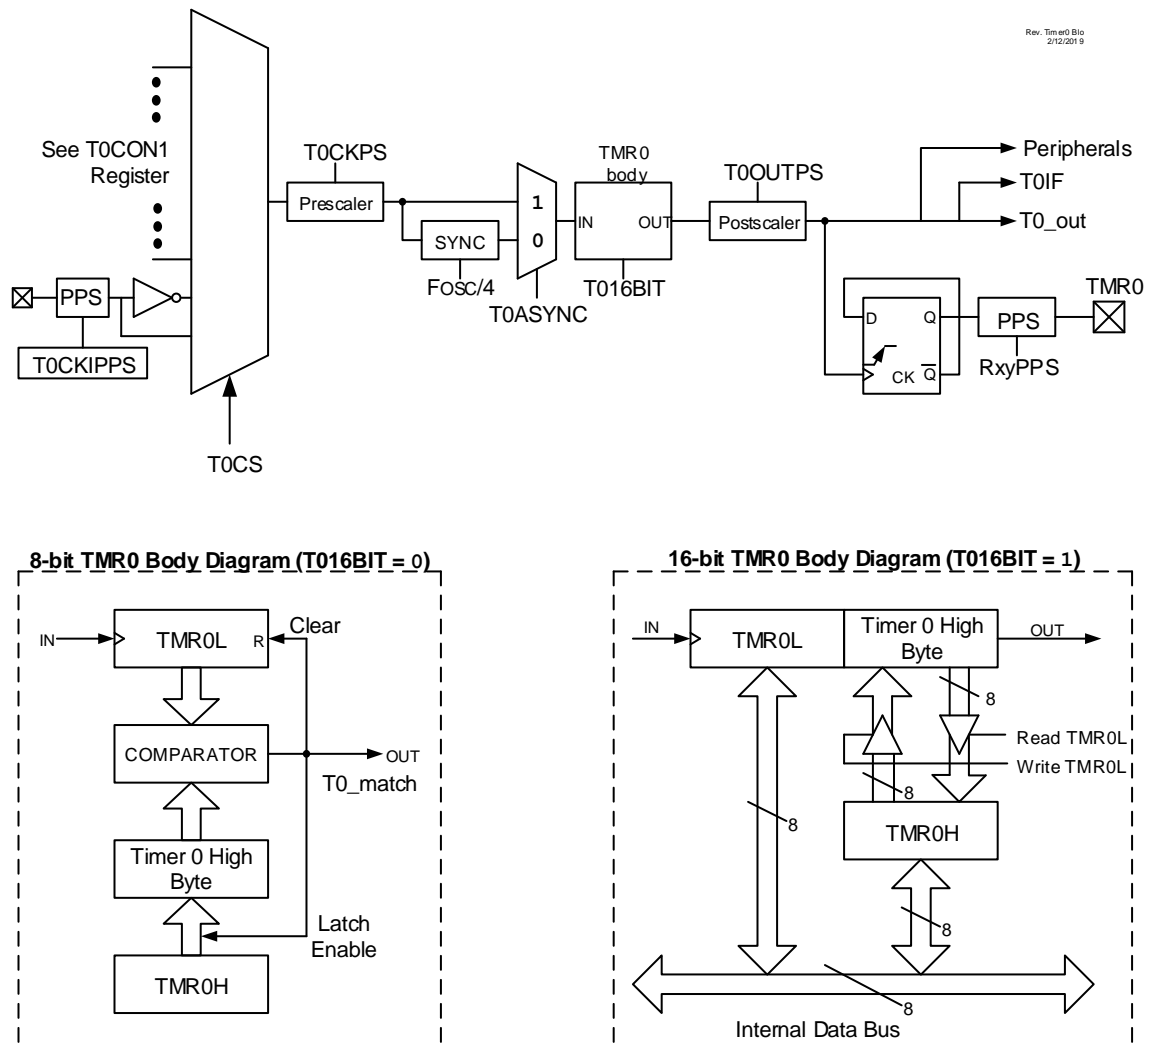 Rev. Timer0 Blo
2/12/2019
See T0CON1
Register
PPS
T0CKIPPS
T0CS
T0CKPS
Prescaler
SYNC
FOSC/4
1
0
T0ASYNC
TMR0
body
IN
OUT
T016BIT
T0OUTPS
Postscaler
Peripherals
T0IF
T0_out
D
Q
CK
Q̅
PPS
RxyPPS
TMR0
8-bit TMR0 Body Diagram (T016BIT = 0)
IN
TMR0L
R
Clear
COMPARATOR
OUT
T0_match
Timer 0 High
Byte
Latch
Enable
TMR0H
16-bit TMR0 Body Diagram (T016BIT = 1)
IN
TMR0L
Timer 0 High
Byte
OUT
8
Read TMR0L
Write TMR0L
8
8
TMR0H
8
8
Internal Data Bus